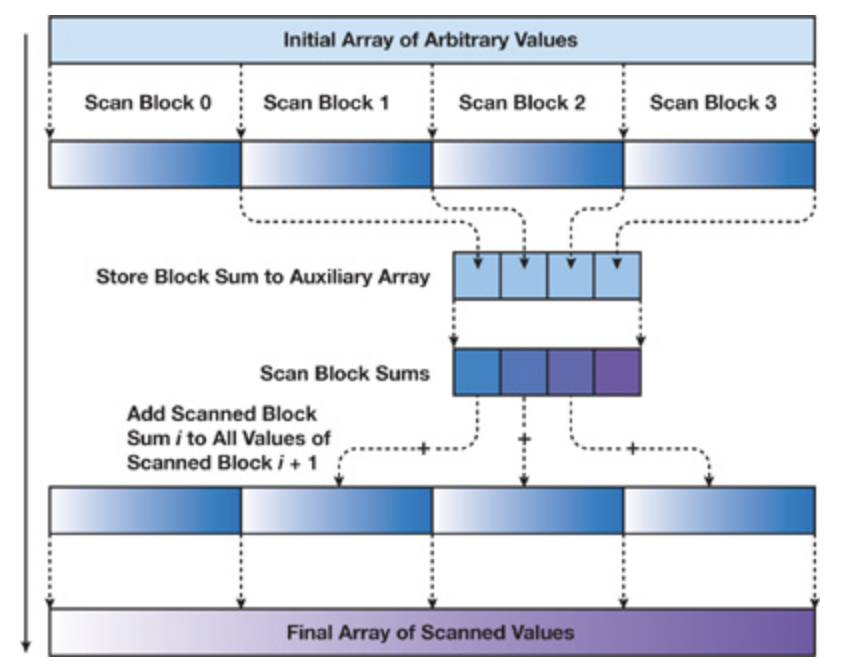 Initial Array of Arbitrary Values
Scan Block 0 Scan Block 1 Scan Block 2 Scan Block 3
Store Block Sum to Auxiliary Array
Scan Block Sums
Add Scanned Block
Sum i to All Values of
Scanned Block i + 1
+ + +
Final Array of Scanned Values